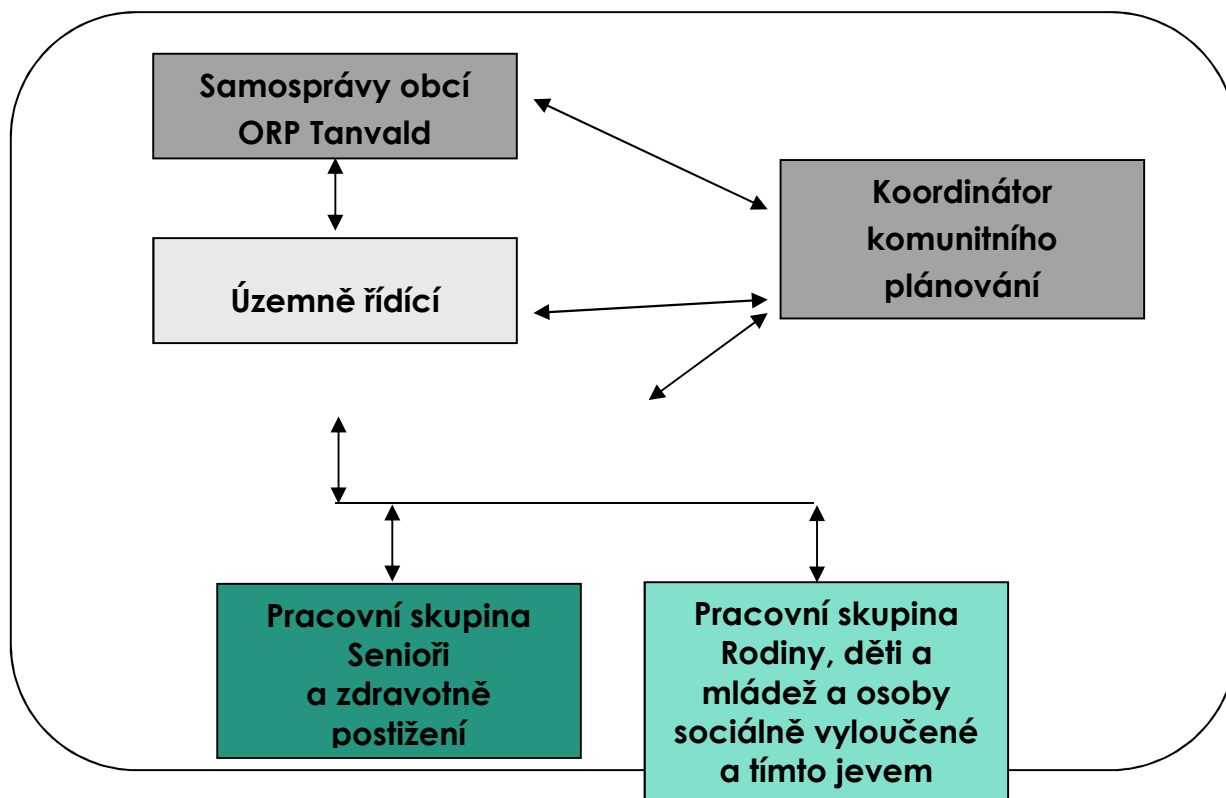 Samosprávy obcí
ORP Tanvald
Koordinátor
komunitního
plánování
Územně řídící
Pracovní skupina
Senioři
a zdravotně
postižení
Pracovní skupina
Rodiny, děti a
mládež a osoby
sociálně vyloučené
a tímto jevem